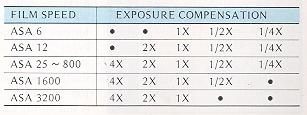 FILM SPEED EXPOSURE COMPENSATION
ASA 6 • • 1X 1/2X 1/4X
ASA 12 • 2X 1X 1/2X 1/4X
ASA 25 ~ 800 4X 2X 1X 1/2X 1/4X
ASA 1600 4X 2X 1X 1/2X •
ASA 3200 4X 2X 1X • •